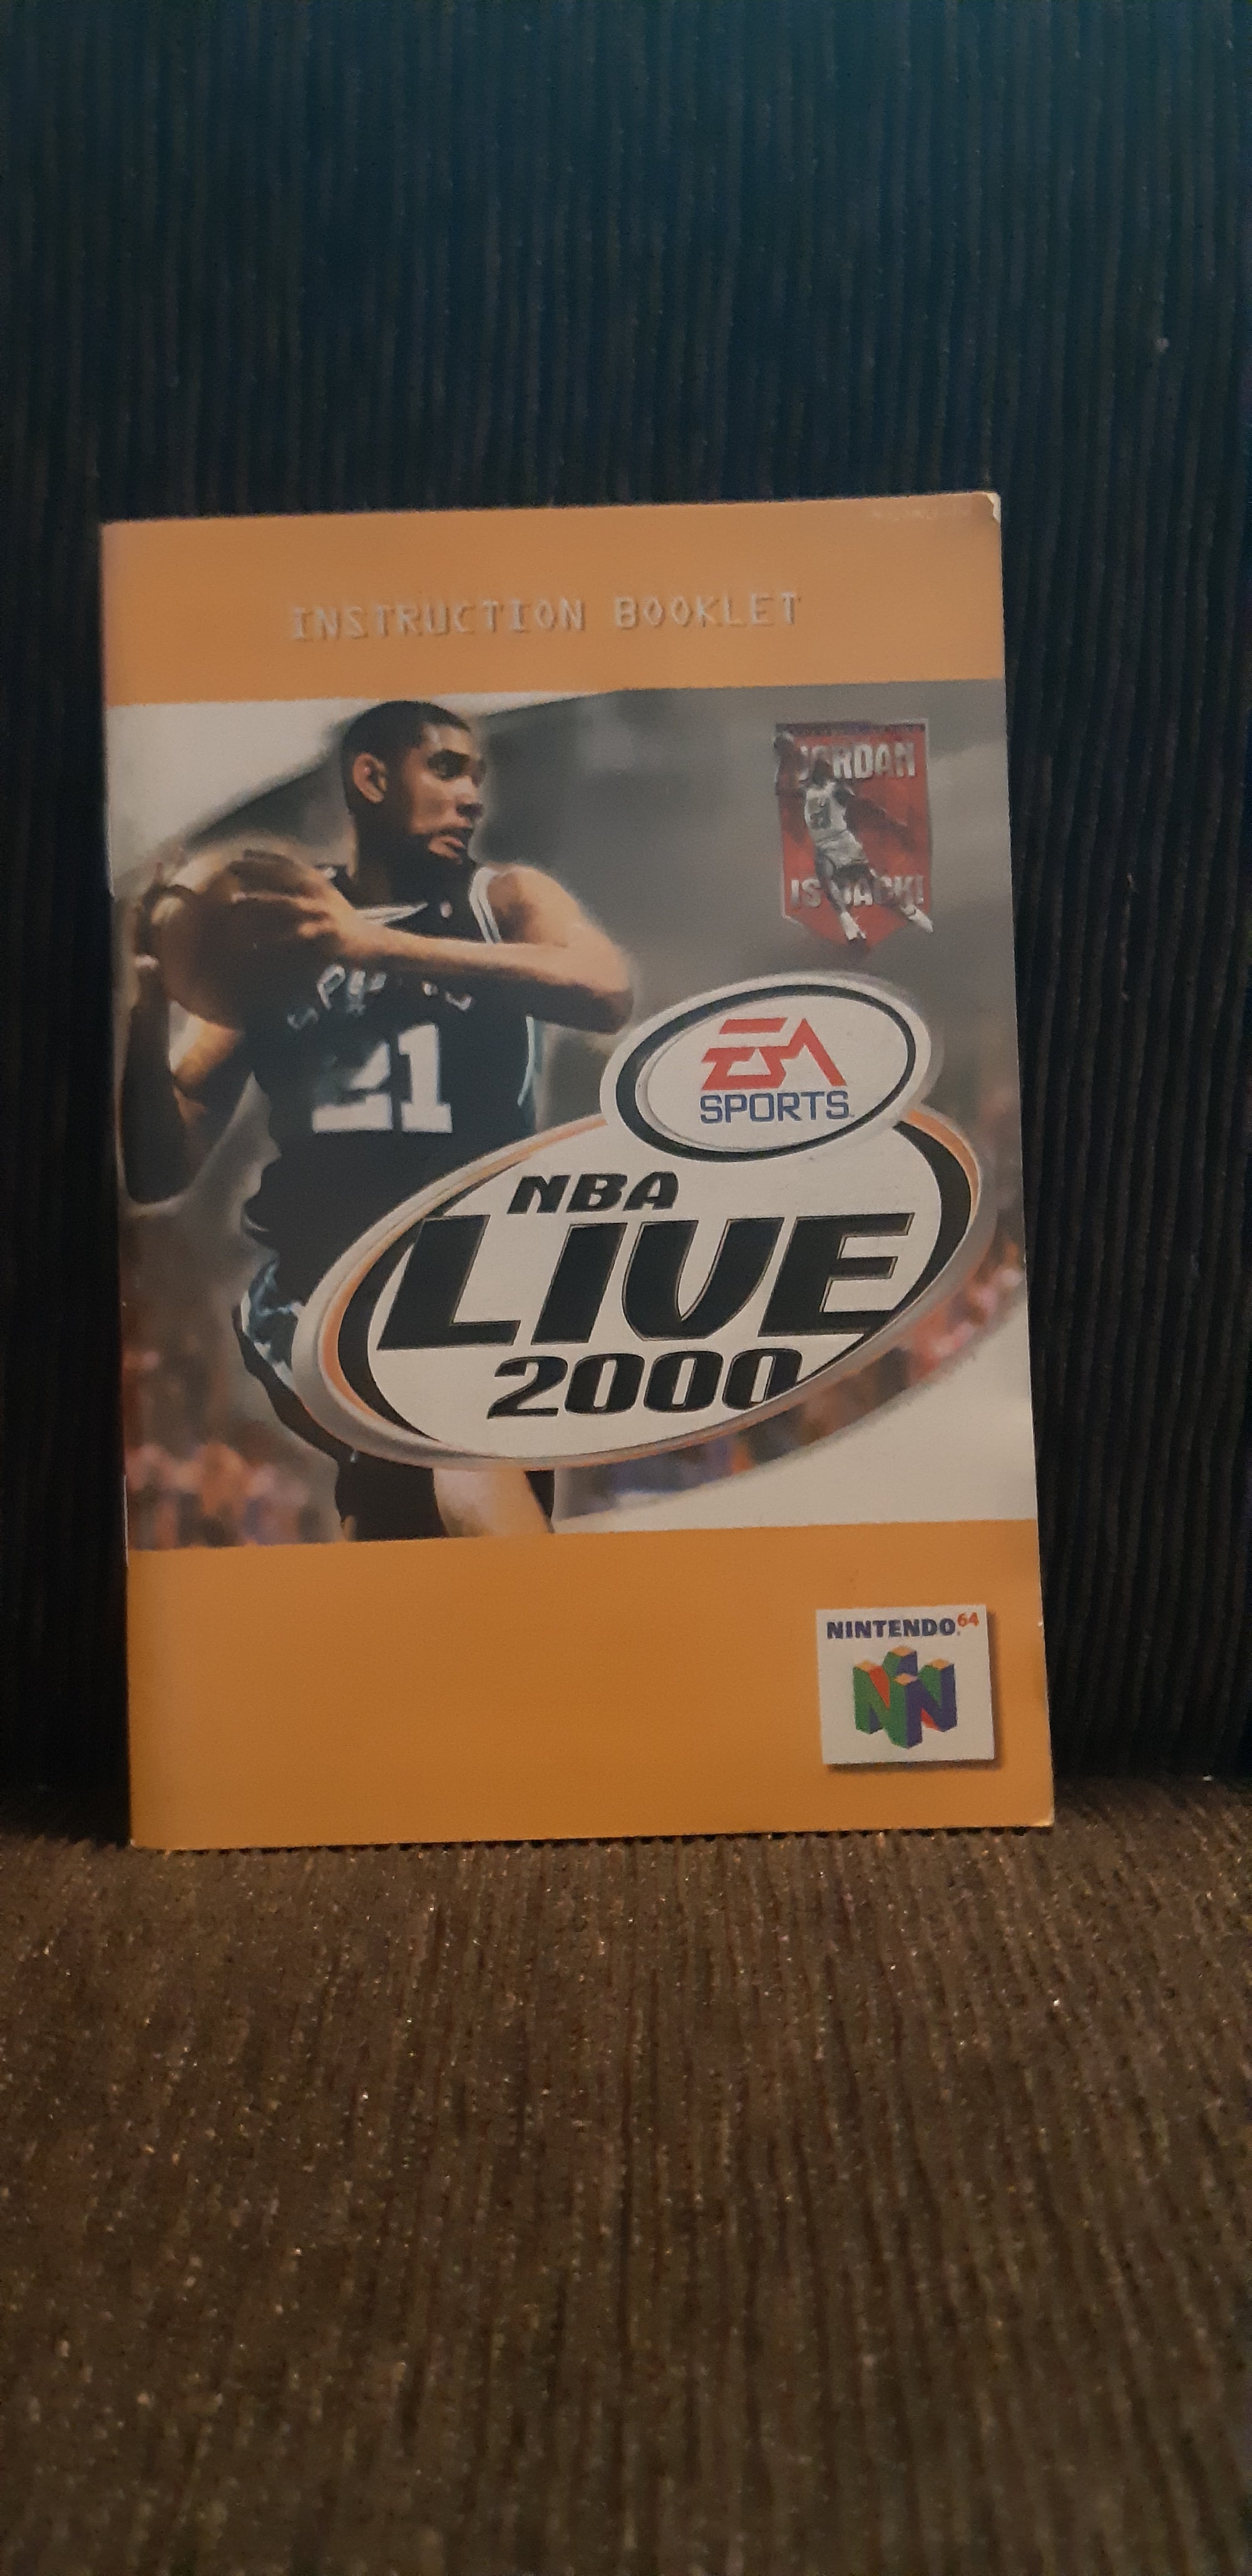 INSTRUCTION BOOKLET
JORDAN
IS BACK!
21
EA
SPORTS
NBA
LIVE
2000
NINTENDO 64